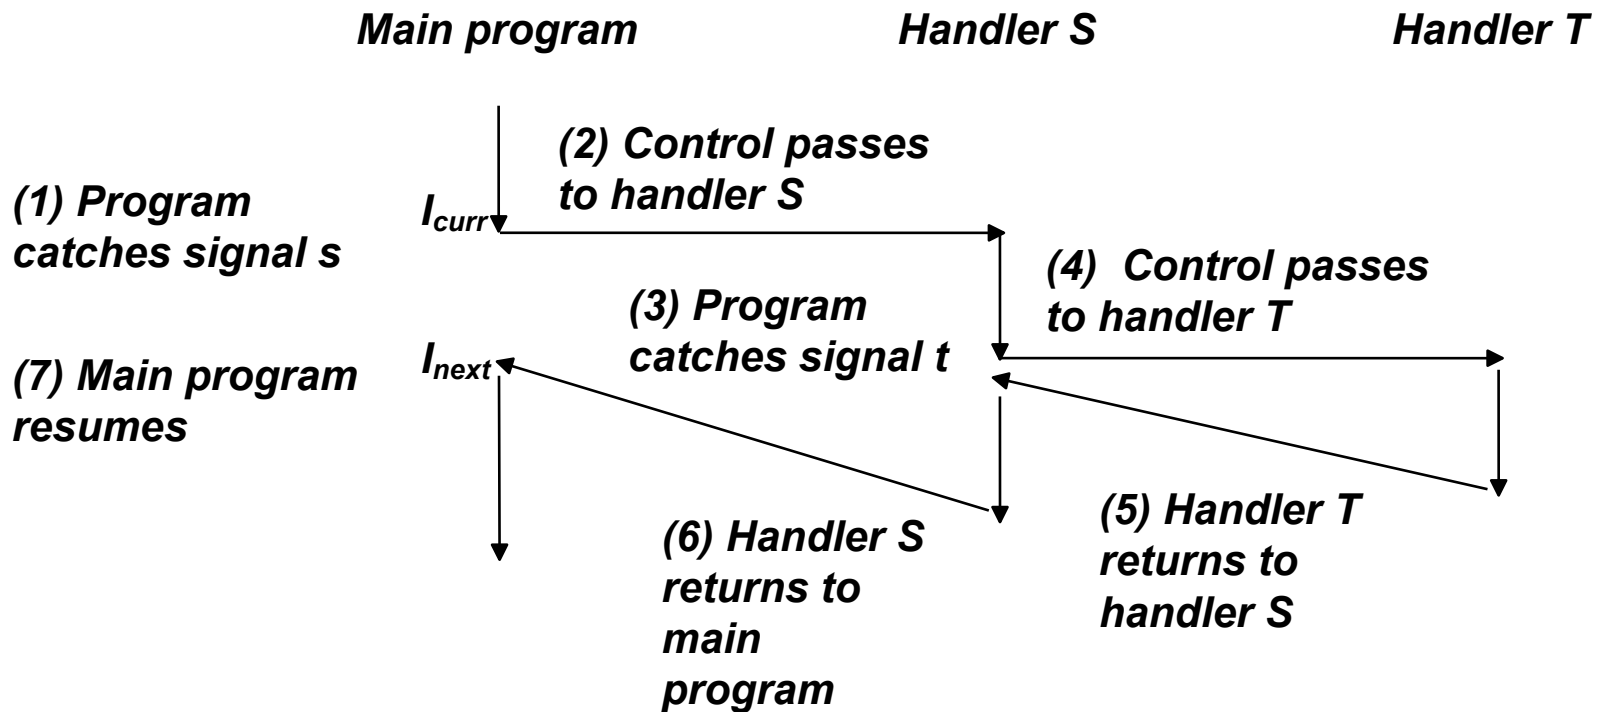 Main program
Handler S
Handler T
(2) Control passes
to handler S
(1) Program
catches signal s
I_curr
(4) Control passes
to handler T
(3) Program
catches signal t
I_next
(7) Main program
resumes
(5) Handler T
returns to
handler S
(6) Handler S
returns to
main
program